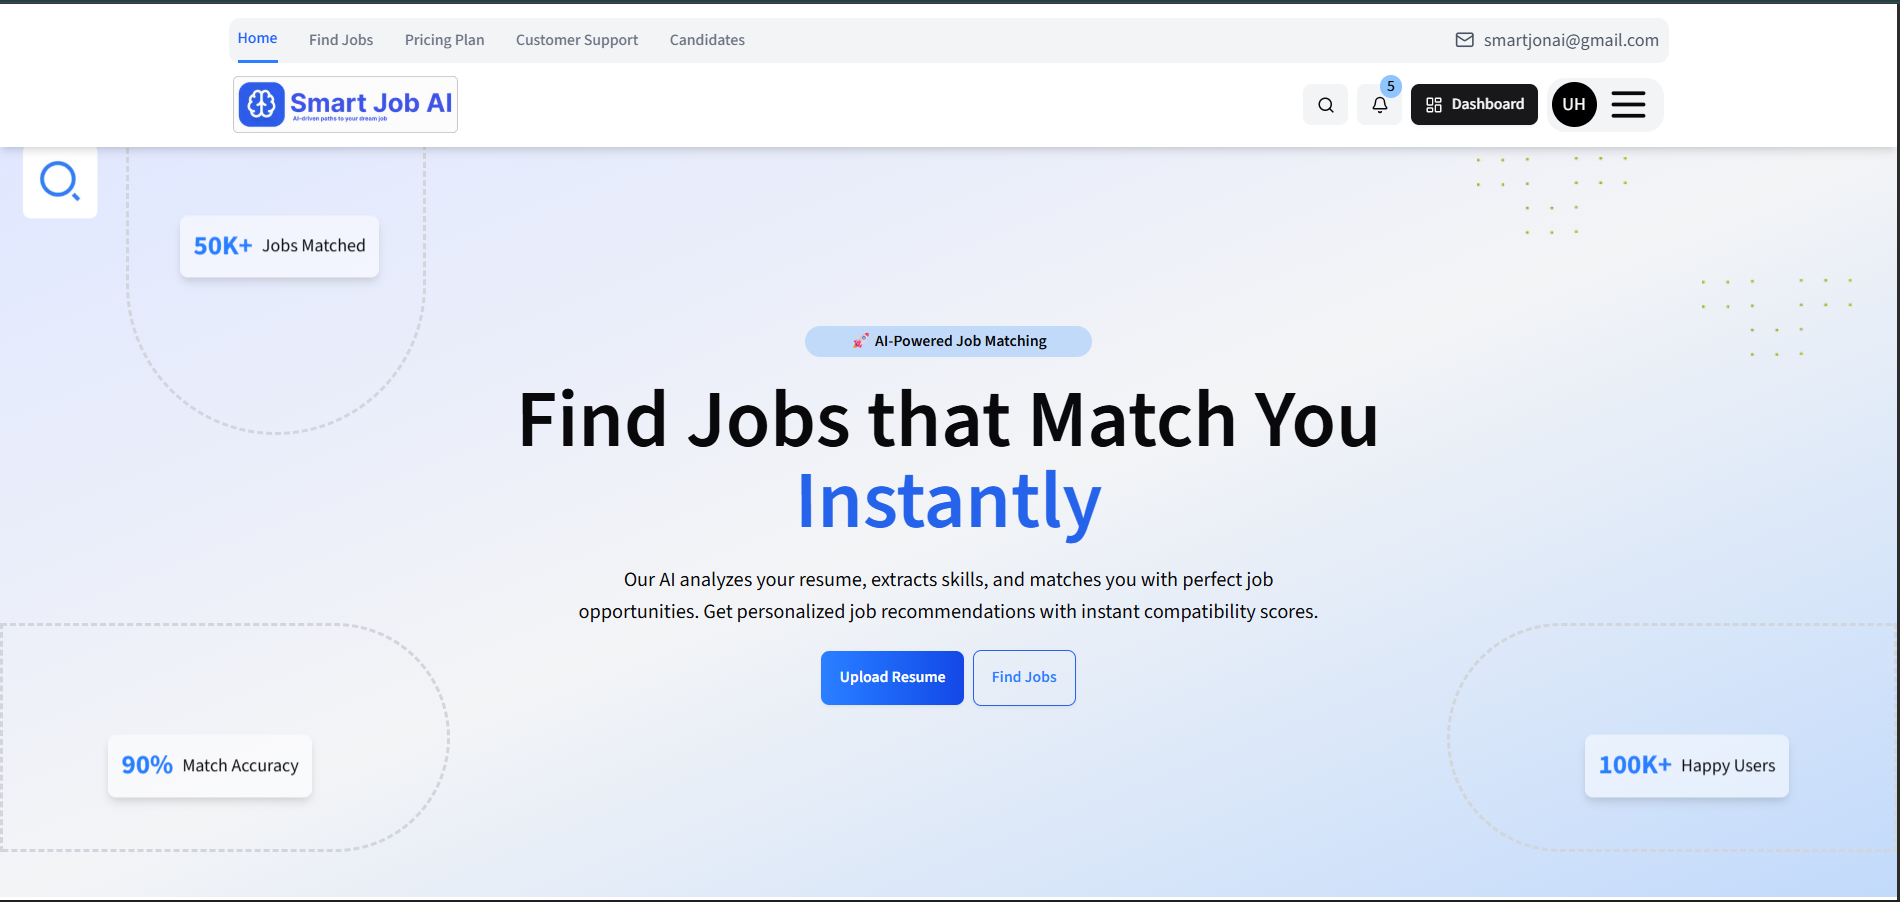 Home Find Jobs Pricing Plan Customer Support Candidates smartjonai@gmail.com
Smart Job AI
AI-driven paths to your dream job
5
Dashboard UH
50K+ Jobs Matched
🚀 AI-Powered Job Matching
Find Jobs that Match You
Instantly
Our AI analyzes your resume, extracts skills, and matches you with perfect job
opportunities. Get personalized job recommendations with instant compatibility scores.
Upload Resume Find Jobs
90% Match Accuracy
100K+ Happy Users